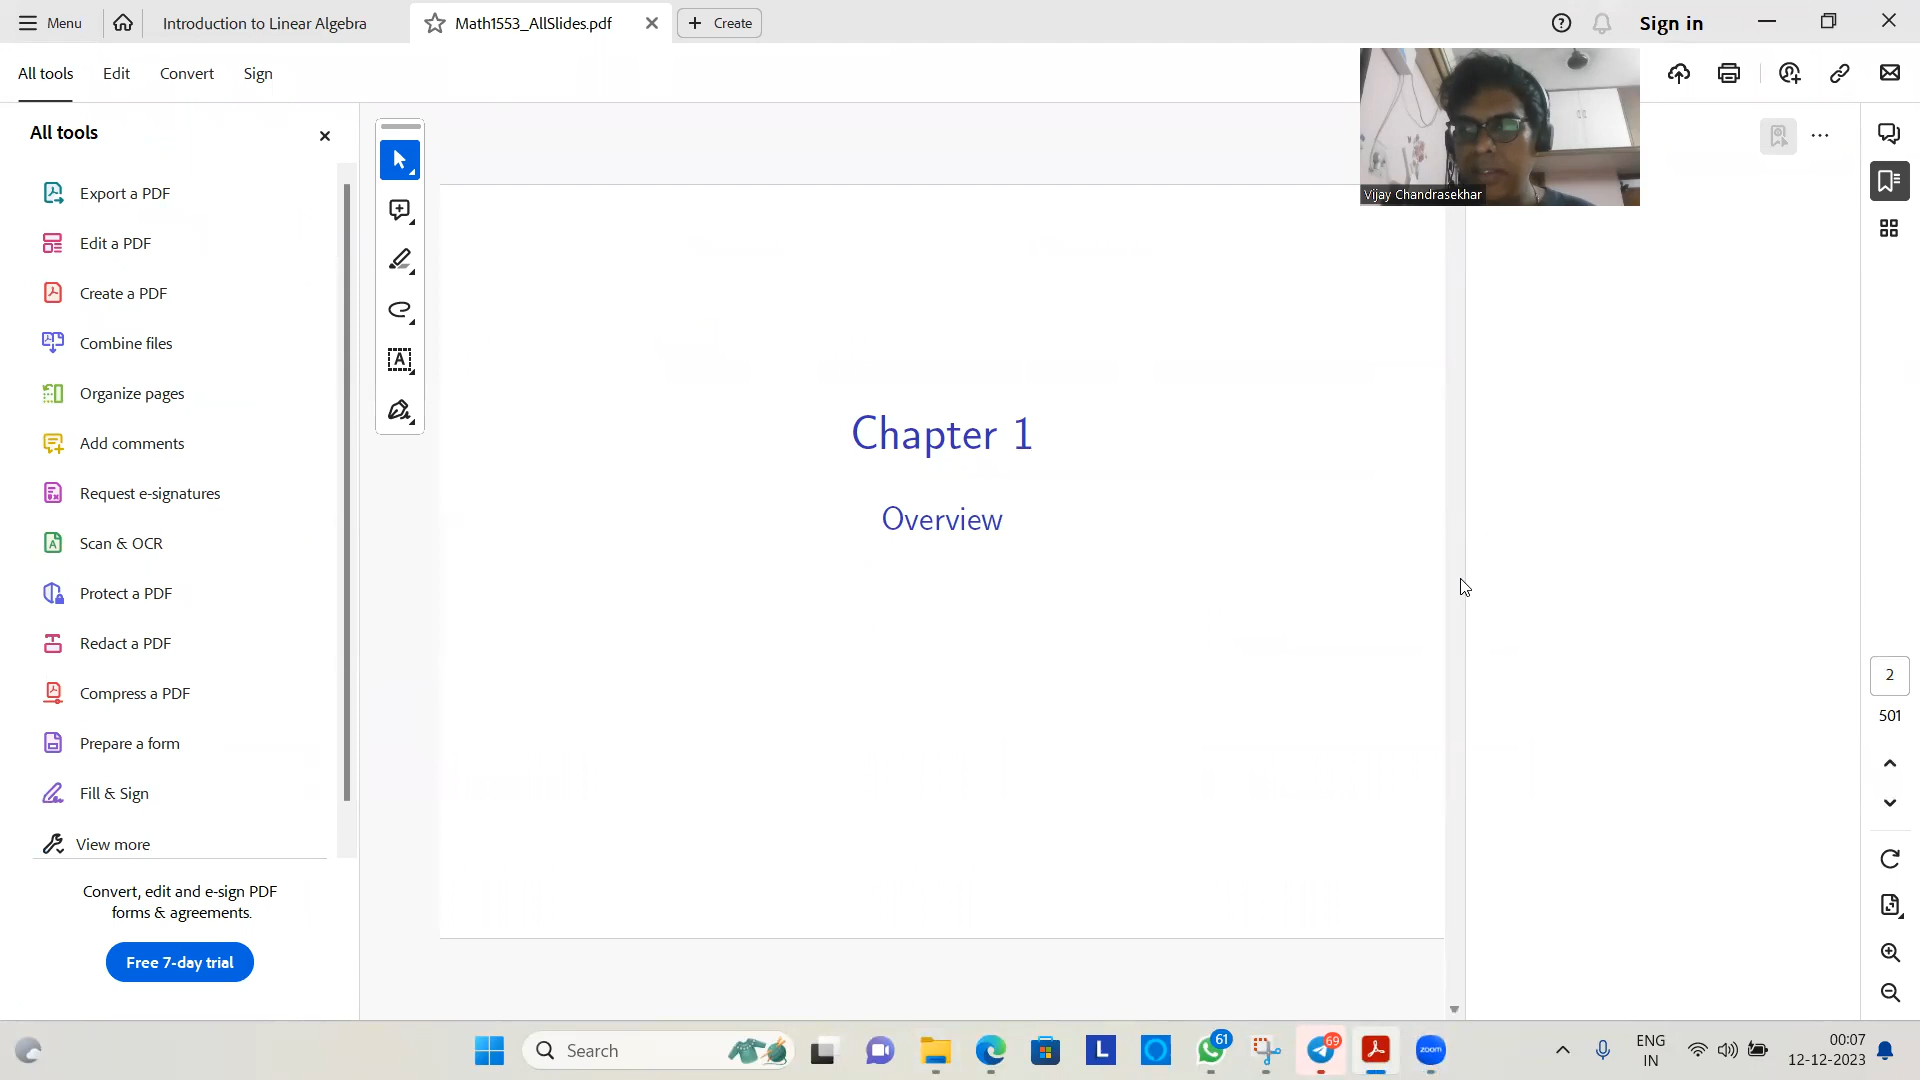 Menu
Introduction to Linear Algebra
Math1553_AllSlides.pdf
Create
Sign in
All tools
Edit
Convert
Sign
All tools
Vijay Chandrasekhar
Export a PDF
Edit a PDF
Create a PDF
Combine files
Organize pages
Add comments
Request e-signatures
Scan & OCR
Protect a PDF
Redact a PDF
Compress a PDF
Prepare a form
Fill & Sign
View more
Convert, edit and e-sign PDF
forms & agreements.
Free 7-day trial
Chapter 1
Overview
2
501
Search
L
61
69
zoom
ENG
IN
00:07
12-12-2023